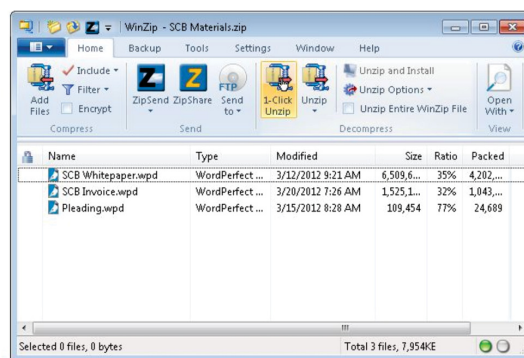 WinZip - SCB Materials.zip
Home Backup Tools Settings Window Help
Add Files
Include
Filter
Encrypt
ZipSend ZipShare Send to
FTP
1-Click Unzip
Unzip
Unzip and Install
Unzip Options
Unzip Entire WinZip File
Open With
Compress Send Decompress View
Name Type Modified Size Ratio Packed
SCB Whitepaper.wpd WordPerfect ... 3/12/2012 9:21 AM 6,509,6... 35% 4,202,...
SCB Invoice.wpd WordPerfect ... 3/20/2012 7:26 AM 1,525,1... 32% 1,043,...
Pleading.wpd WordPerfect ... 3/15/2012 8:28 AM 109,454 77% 24,689
Selected 0 files, 0 bytes Total 3 files, 7,954KE